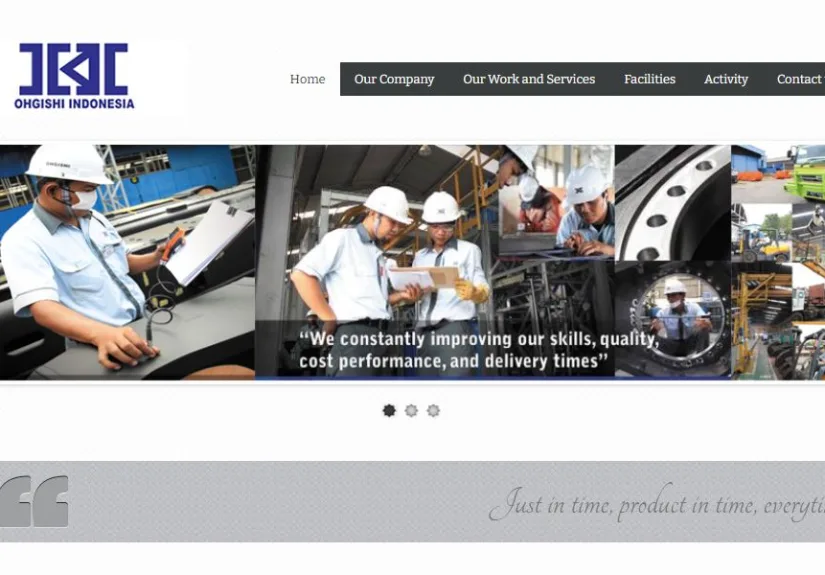 OHGISHI INDONESIA
Home Our Company Our Work and Services Facilities Activity Contact
“We constantly improving our skills, quality,
cost performance, and delivery times”
“
Just in time, product in time,